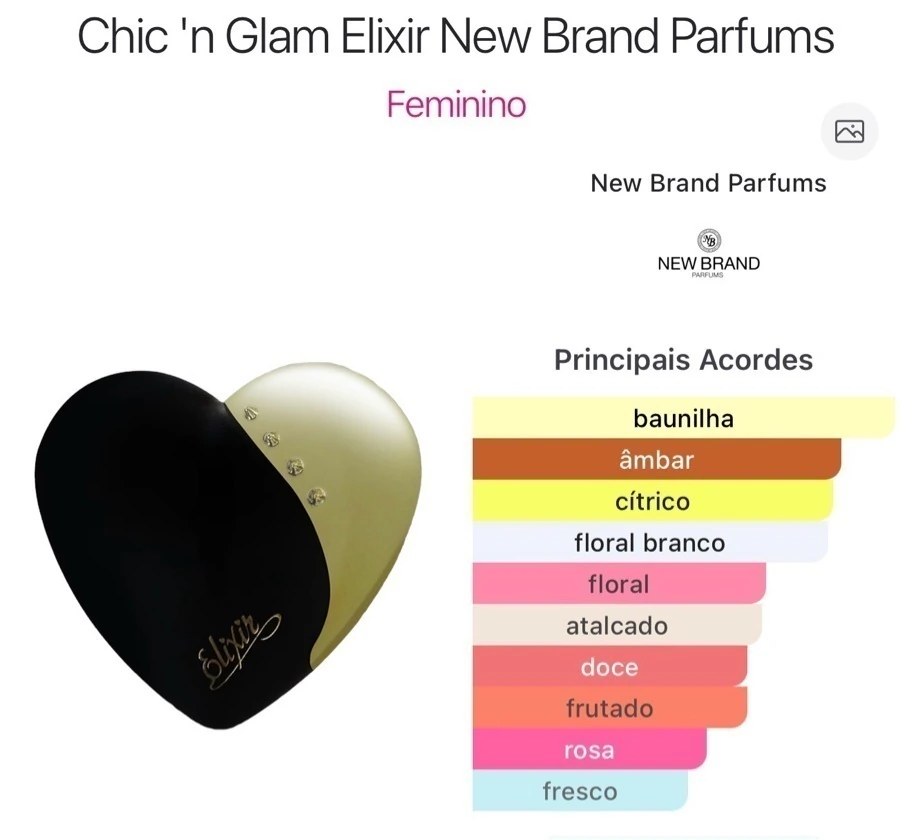 Chic 'n Glam Elixir New Brand Parfums
Feminino
New Brand Parfums
NB
NEW BRAND
PARFUMS
Principais Acordes
baunilha
âmbar
cítrico
floral branco
floral
atalcado
doce
frutado
rosa
fresco
Elixir